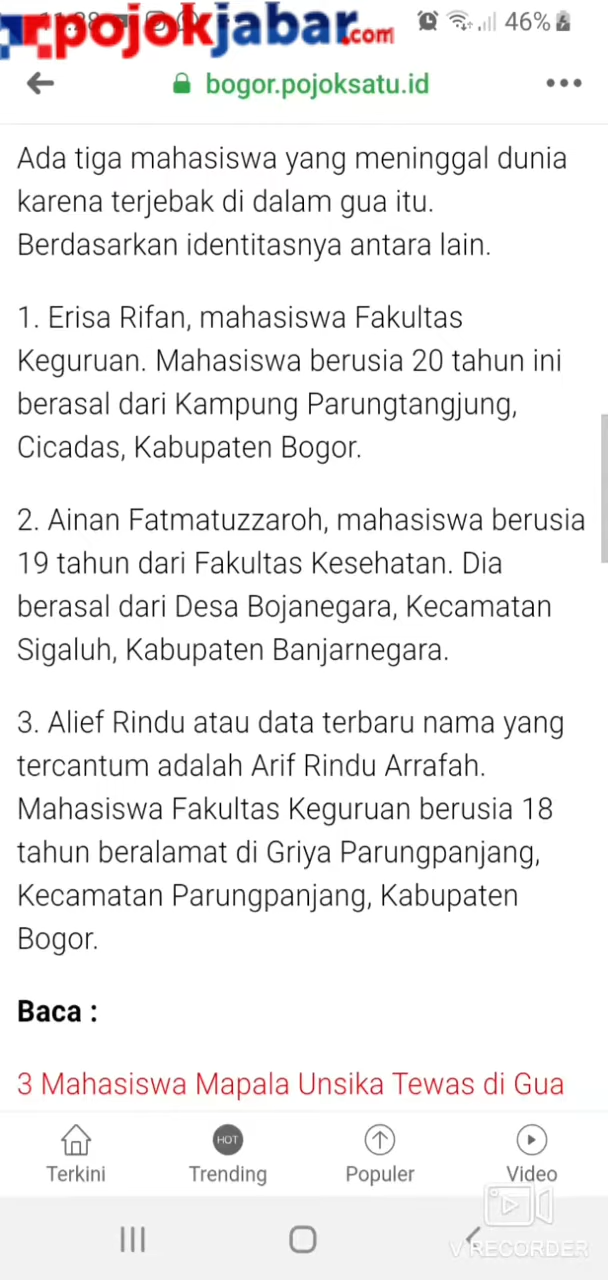 pojokjabar.com
46%
bogor.pojoksatu.id
Ada tiga mahasiswa yang meninggal dunia
karena terjebak di dalam gua itu.
Berdasarkan identitasnya antara lain.
1. Erisa Rifan, mahasiswa Fakultas
Keguruan. Mahasiswa berusia 20 tahun ini
berasal dari Kampung Parungtangjung,
Cicadas, Kabupaten Bogor.
2. Ainan Fatmatuzzaroh, mahasiswa berusia
19 tahun dari Fakultas Kesehatan. Dia
berasal dari Desa Bojanegara, Kecamatan
Sigaluh, Kabupaten Banjarnegara.
3. Alief Rindu atau data terbaru nama yang
tercantum adalah Arif Rindu Arrafah.
Mahasiswa Fakultas Keguruan berusia 18
tahun beralamat di Griya Parungpanjang,
Kecamatan Parungpanjang, Kabupaten
Bogor.
Baca :
3 Mahasiswa Mapala Unsika Tewas di Gua
HOT
Terkini Trending Populer Video
V RECORDER